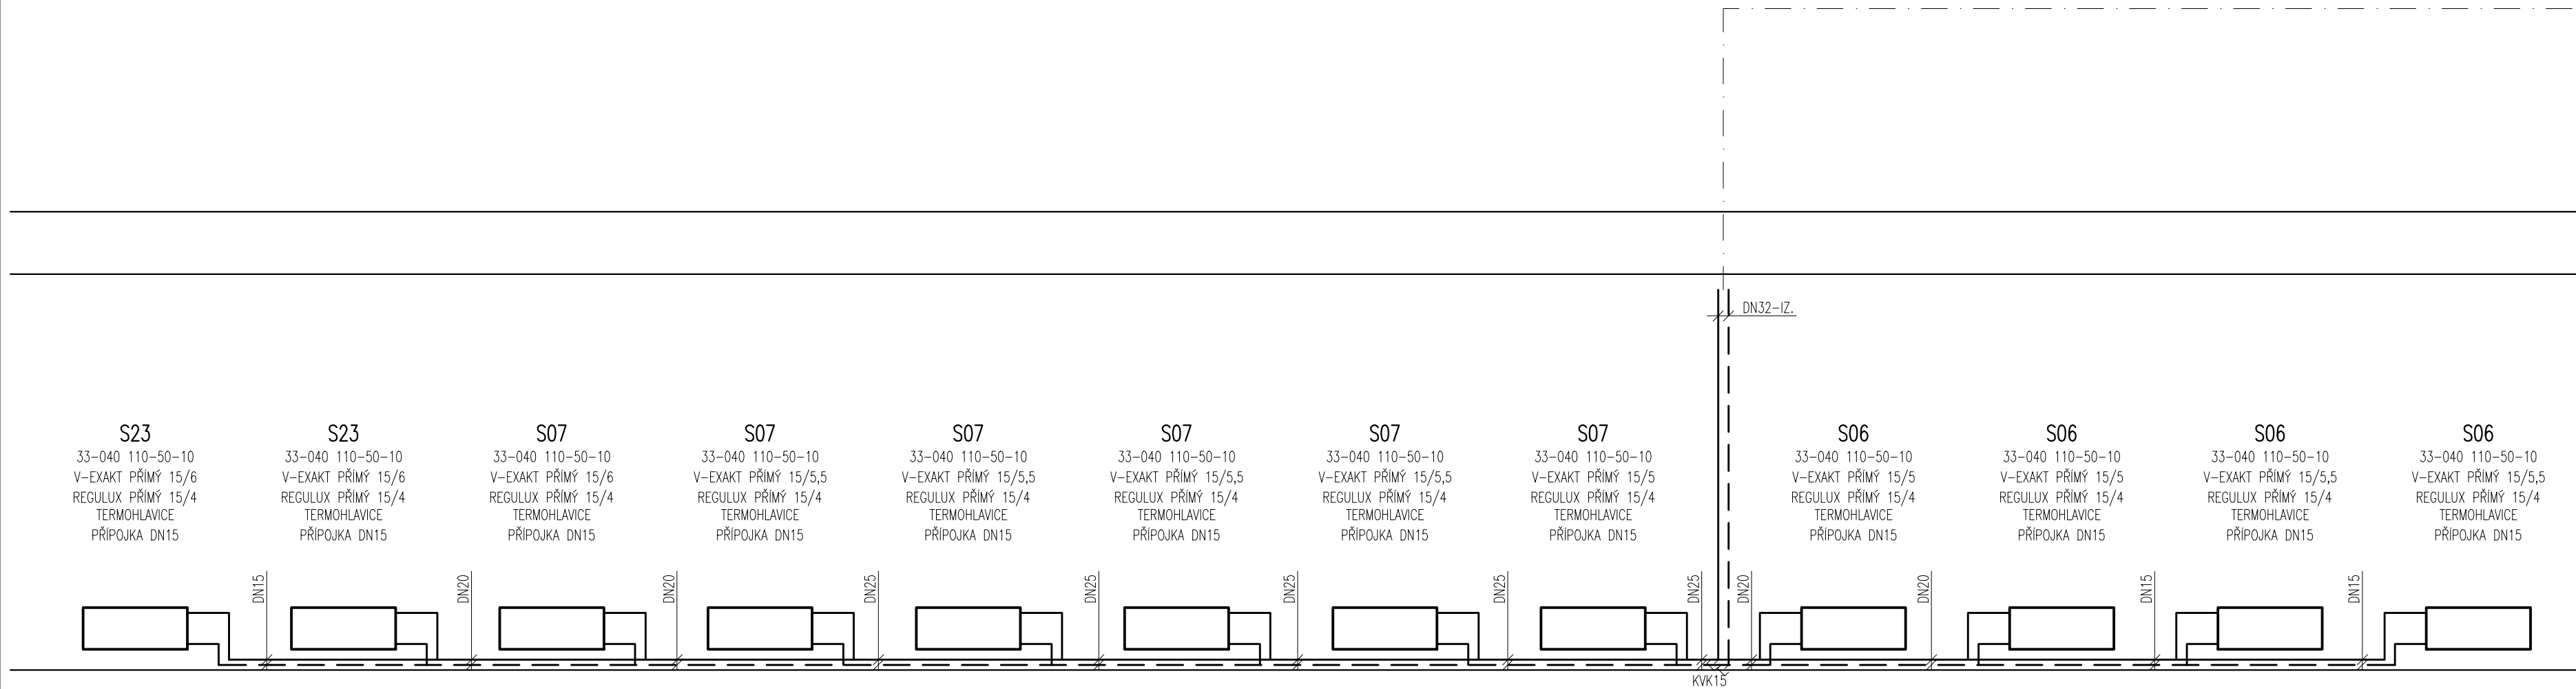 DN32-IZ.
S23
33-040 110-50-10
V-EXAKT PŘÍMÝ 15/6
REGULUX PŘÍMÝ 15/4
TERMOHLAVICE
PŘÍPOJKA DN15
S23
33-040 110-50-10
V-EXAKT PŘÍMÝ 15/6
REGULUX PŘÍMÝ 15/4
TERMOHLAVICE
PŘÍPOJKA DN15
S07
33-040 110-50-10
V-EXAKT PŘÍMÝ 15/6
REGULUX PŘÍMÝ 15/4
TERMOHLAVICE
PŘÍPOJKA DN15
S07
33-040 110-50-10
V-EXAKT PŘÍMÝ 15/5,5
REGULUX PŘÍMÝ 15/4
TERMOHLAVICE
PŘÍPOJKA DN15
S07
33-040 110-50-10
V-EXAKT PŘÍMÝ 15/5,5
REGULUX PŘÍMÝ 15/4
TERMOHLAVICE
PŘÍPOJKA DN15
S07
33-040 110-50-10
V-EXAKT PŘÍMÝ 15/5,5
REGULUX PŘÍMÝ 15/4
TERMOHLAVICE
PŘÍPOJKA DN15
S07
33-040 110-50-10
V-EXAKT PŘÍMÝ 15/5,5
REGULUX PŘÍMÝ 15/4
TERMOHLAVICE
PŘÍPOJKA DN15
S07
33-040 110-50-10
V-EXAKT PŘÍMÝ 15/5
REGULUX PŘÍMÝ 15/4
TERMOHLAVICE
PŘÍPOJKA DN15
S06
33-040 110-50-10
V-EXAKT PŘÍMÝ 15/5
REGULUX PŘÍMÝ 15/4
TERMOHLAVICE
PŘÍPOJKA DN15
S06
33-040 110-50-10
V-EXAKT PŘÍMÝ 15/5
REGULUX PŘÍMÝ 15/4
TERMOHLAVICE
PŘÍPOJKA DN15
S06
33-040 110-50-10
V-EXAKT PŘÍMÝ 15/5,5
REGULUX PŘÍMÝ 15/4
TERMOHLAVICE
PŘÍPOJKA DN15
S06
33-040 110-50-10
V-EXAKT PŘÍMÝ 15/5,5
REGULUX PŘÍMÝ 15/4
TERMOHLAVICE
PŘÍPOJKA DN15
DN15
DN20
DN20
DN25
DN25
DN25
DN25
DN25
DN20
DN20
DN15
DN15
KVK15